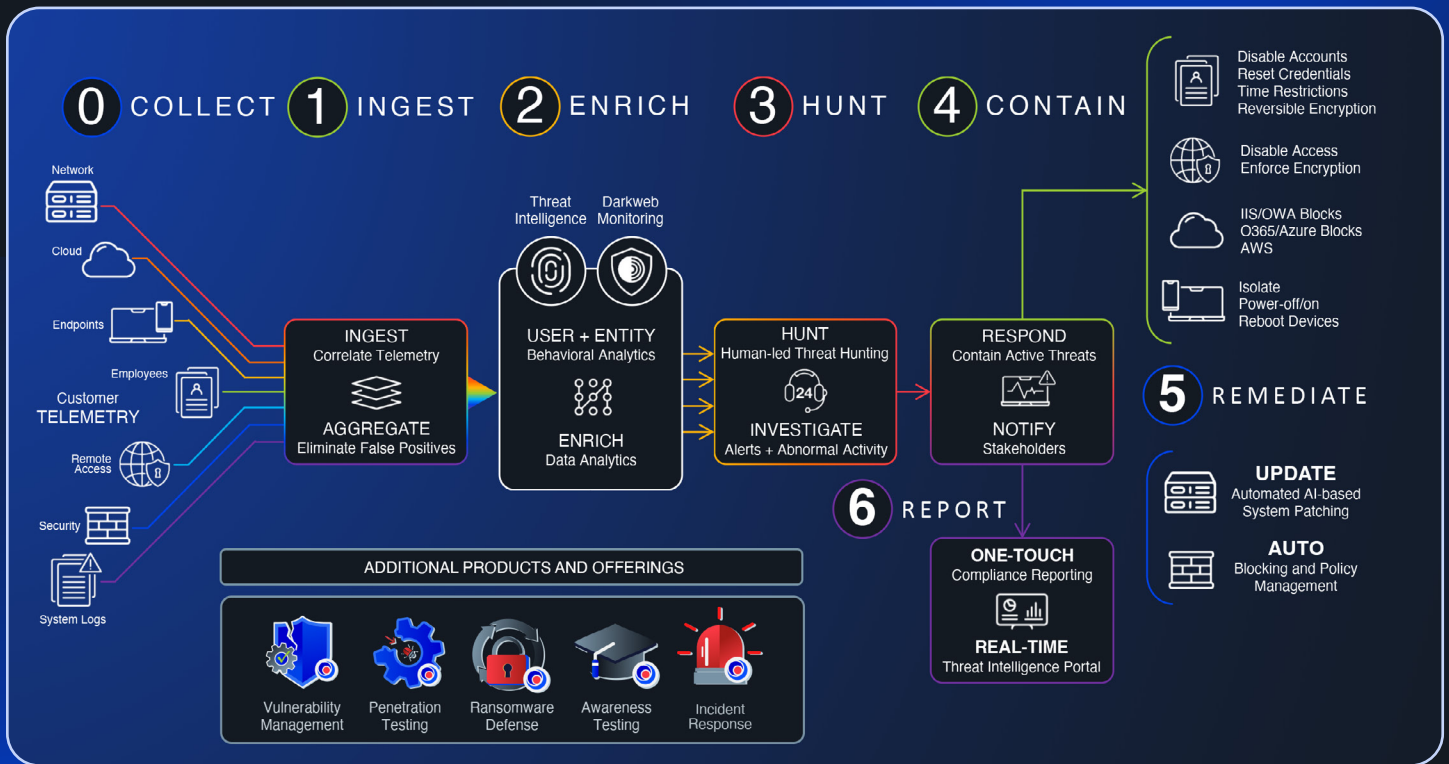 0 COLLECT
1 INGEST
2 ENRICH
3 HUNT
4 CONTAIN
Disable Accounts
Reset Credentials
Time Restrictions
Reversible Encryption
Disable Access
Enforce Encryption
IIS/OWA Blocks
O365/Azure Blocks
AWS
Isolate
Power-off/on
Reboot Devices
Network
Cloud
Endpoints
Employees
Customer
TELEMETRY
Remote
Access
Security
System Logs
INGEST
Correlate Telemetry
AGGREGATE
Eliminate False Positives
Threat
Intelligence
Darkweb
Monitoring
USER + ENTITY
Behavioral Analytics
ENRICH
Data Analytics
HUNT
Human-led Threat Hunting
24
INVESTIGATE
Alerts + Abnormal Activity
RESPOND
Contain Active Threats
NOTIFY
Stakeholders
5 REMEDIATE
UPDATE
Automated AI-based
System Patching
AUTO
Blocking and Policy
Management
6 REPORT
ONE-TOUCH
Compliance Reporting
REAL-TIME
Threat Intelligence Portal
ADDITIONAL PRODUCTS AND OFFERINGS
Vulnerability
Management
Penetration
Testing
Ransomware
Defense
Awareness
Testing
Incident
Response